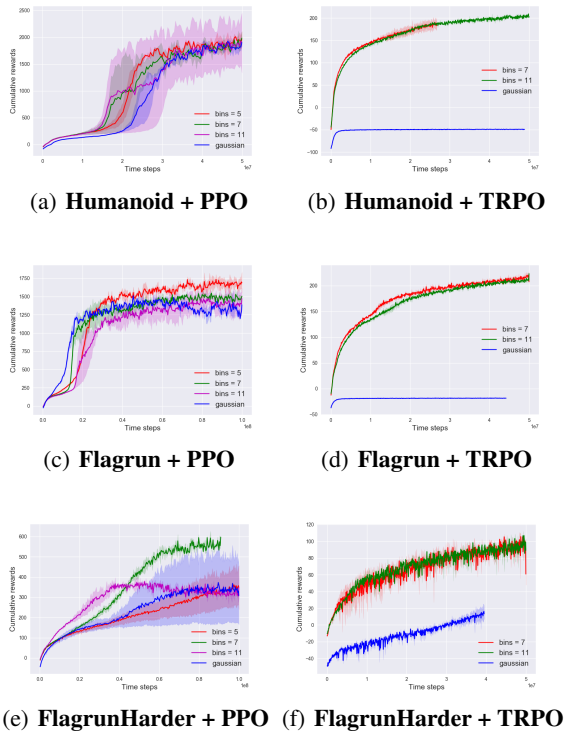 2500
2000
1500
1000
500
0
Cumulative rewards
0 1 2 3 4 5
1e7
Time steps
bins = 5
bins = 7
bins = 11
gaussian
(a) Humanoid + PPO
200
150
100
50
0
−50
−100
Cumulative rewards
0 1 2 3 4 5
1e7
Time steps
bins = 7
bins = 11
gaussian
(b) Humanoid + TRPO
1750
1500
1250
1000
750
500
250
0
Cumulative rewards
0.0 0.2 0.4 0.6 0.8 1.0
1e8
Time steps
bins = 5
bins = 7
bins = 11
gaussian
(c) Flagrun + PPO
200
150
100
50
0
−50
Cumulative rewards
0 1 2 3 4 5
1e7
Time steps
bins = 7
bins = 11
gaussian
(d) Flagrun + TRPO
600
500
400
300
200
100
0
Cumulative rewards
0.0 0.2 0.4 0.6 0.8 1.0
1e8
Time steps
bins = 5
bins = 7
bins = 11
gaussian
(e) FlagrunHarder + PPO
120
100
80
60
40
20
0
−20
−40
Cumulative rewards
0 1 2 3 4 5
1e7
Time steps
bins = 7
bins = 11
gaussian
(f) FlagrunHarder + TRPO